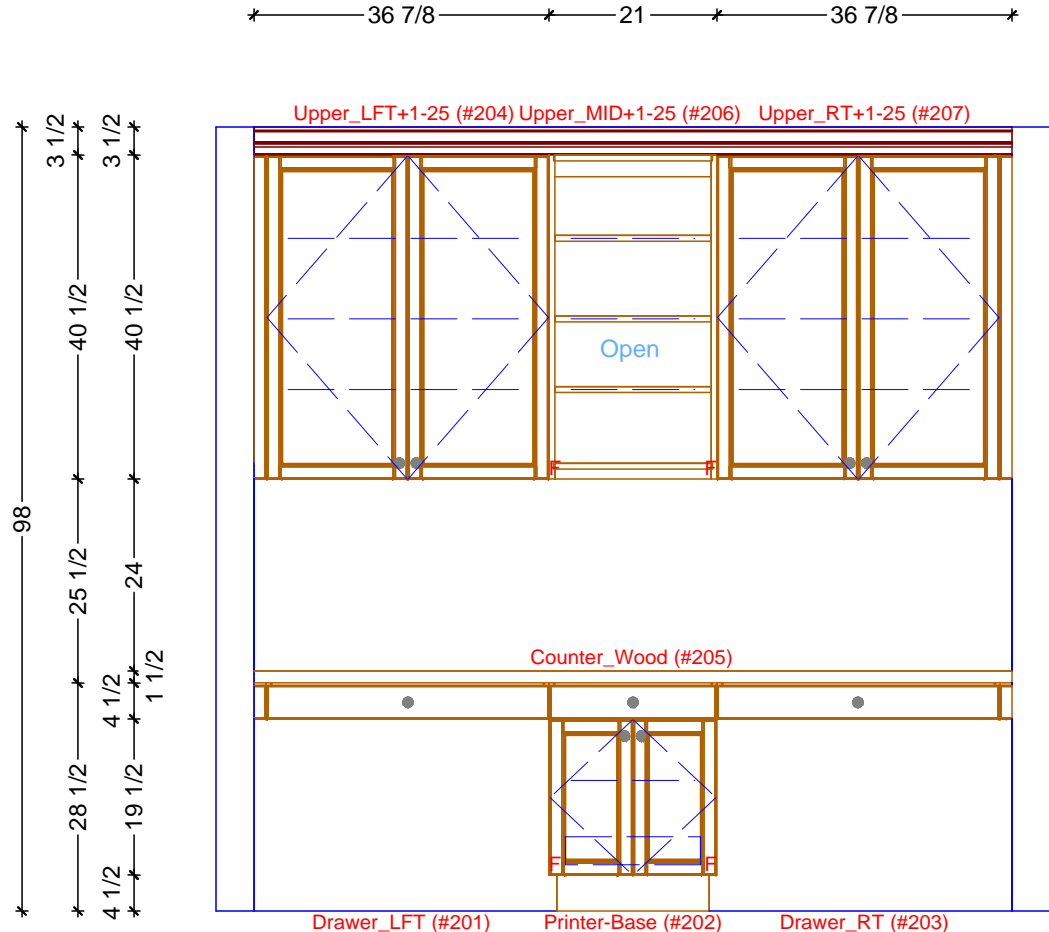 36 7/8 21 36 7/8
Upper_LFT+1-25 (#204) Upper_MID+1-25 (#206) Upper_RT+1-25 (#207)
3 1/2 3 1/2
40 1/2 40 1/2
Open
F F
98
25 1/2 24
Counter_Wood (#205)
1 1/2
4 1/2
28 1/2 19 1/2
F F
4 1/2
Drawer_LFT (#201) Printer-Base (#202) Drawer_RT (#203)